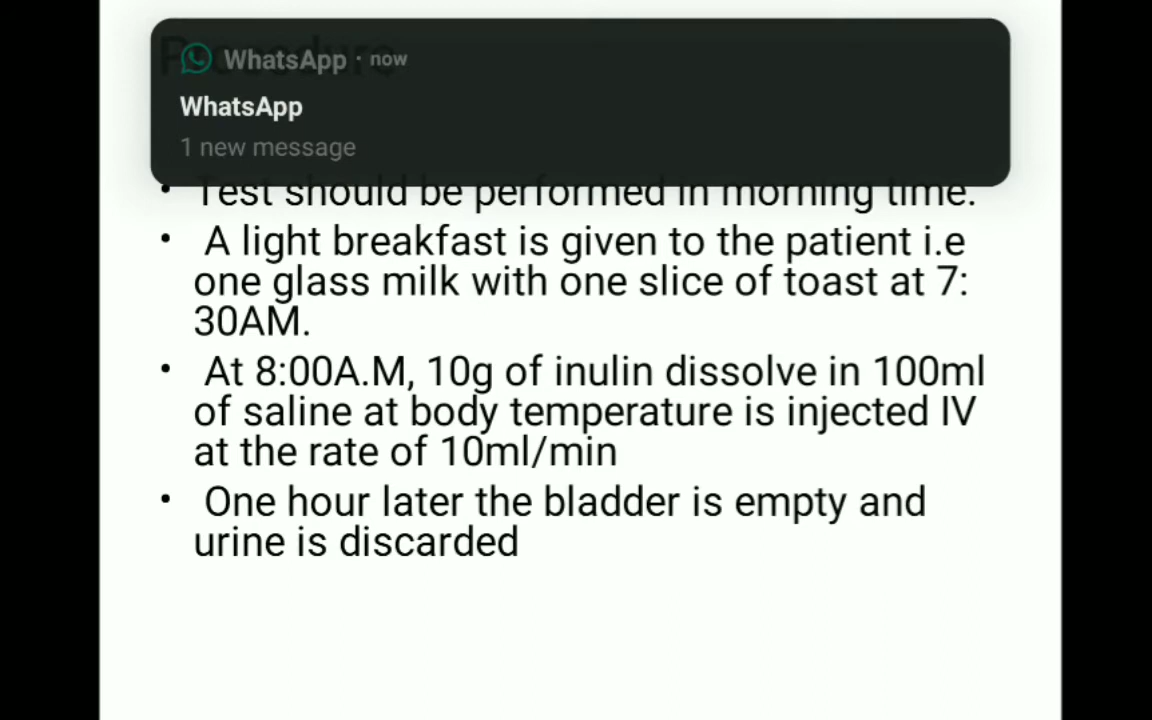 Procedure
WhatsApp · now
WhatsApp
1 new message
• Test should be performed in morning time.
• A light breakfast is given to the patient i.e
one glass milk with one slice of toast at 7:
30AM.
• At 8:00A.M, 10g of inulin dissolve in 100ml
of saline at body temperature is injected IV
at the rate of 10ml/min
• One hour later the bladder is empty and
urine is discarded